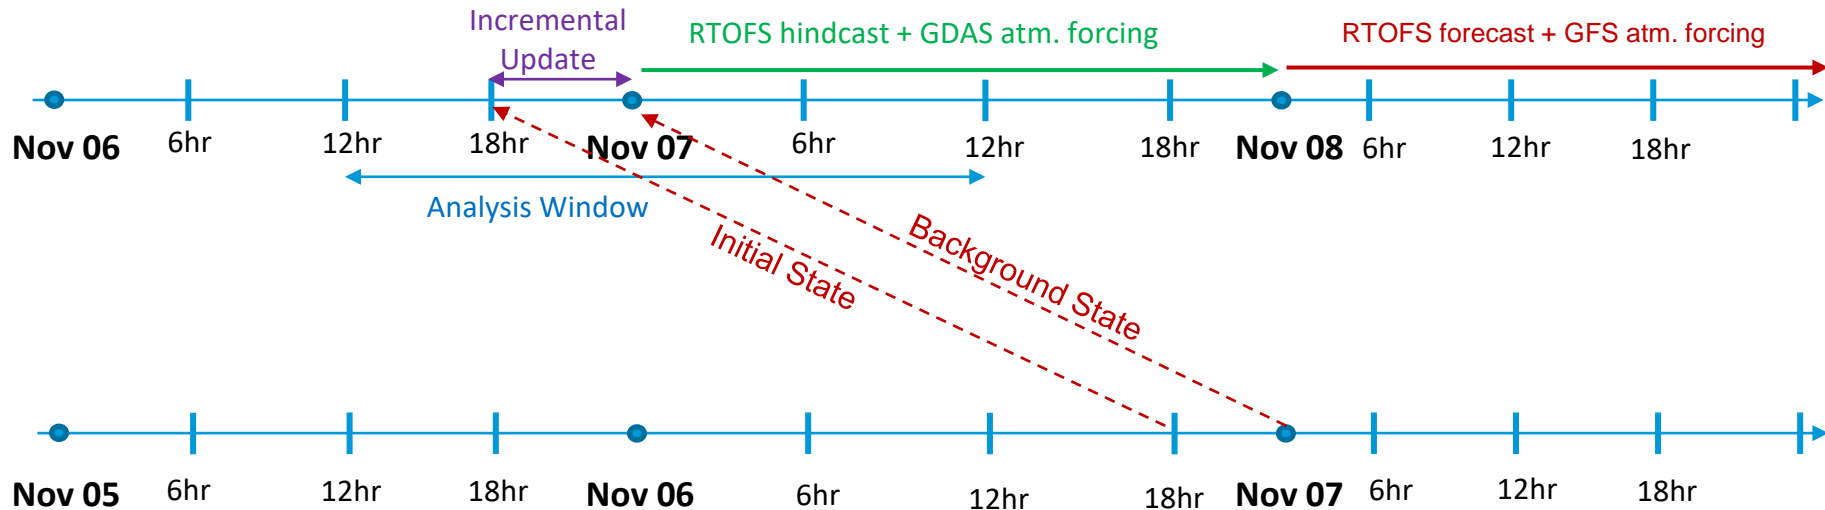 Incremental
Update
RTOFS hindcast + GDAS atm. forcing
RTOFS forecast + GFS atm. forcing
Nov 06 6hr 12hr 18hr Nov 07 6hr 12hr 18hr Nov 08 6hr 12hr 18hr
Analysis Window
Initial State
Background State
Nov 05 6hr 12hr 18hr Nov 06 6hr 12hr 18hr Nov 07 6hr 12hr 18hr